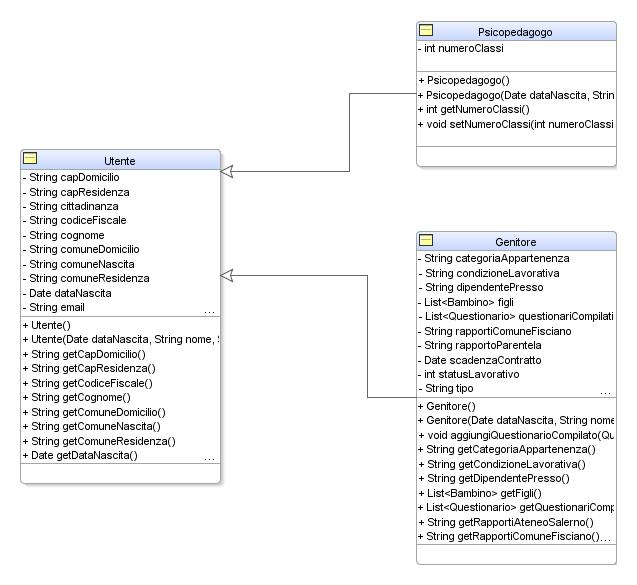 Psicopedagogo
- int numeroClassi
+ Psicopedagogo()
+ Psicopedagogo(Date dataNascita, Strin
+ int getNumeroClassi()
+ void setNumeroClassi(int numeroClassi
Utente
- String capDomicilio
- String capResidenza
- String cittadinanza
- String codiceFiscale
- String cognome
- String comuneDomicilio
- String comuneNascita
- String comuneResidenza
- Date dataNascita
- String email
...
+ Utente()
+ Utente(Date dataNascita, String nome, S
+ String getCapDomicilio()
+ String getCapResidenza()
+ String getCodiceFiscale()
+ String getCognome()
+ String getComuneDomicilio()
+ String getComuneNascita()
+ String getComuneResidenza()
+ Date getDataNascita()
...
Genitore
- String categoriaAppartenenza
- String condizioneLavorativa
- String dipendentePresso
- List<Bambino> figli
- List<Questionario> questionariCompilati
- String rapportiComuneFisciano
- String rapportoParentela
- Date scadenzaContratto
- int statusLavorativo
- String tipo
...
+ Genitore()
+ Genitore(Date dataNascita, String nome
+ void aggiungiQuestionarioCompilato(Qu
+ String getCategoriaAppartenenza()
+ String getCondizioneLavorativa()
+ String getDipendentePresso()
+ List<Bambino> getFigli()
+ List<Questionario> getQuestionariComp
+ String getRapportiAteneoSalerno()
+ String getRapportiComuneFisciano()...